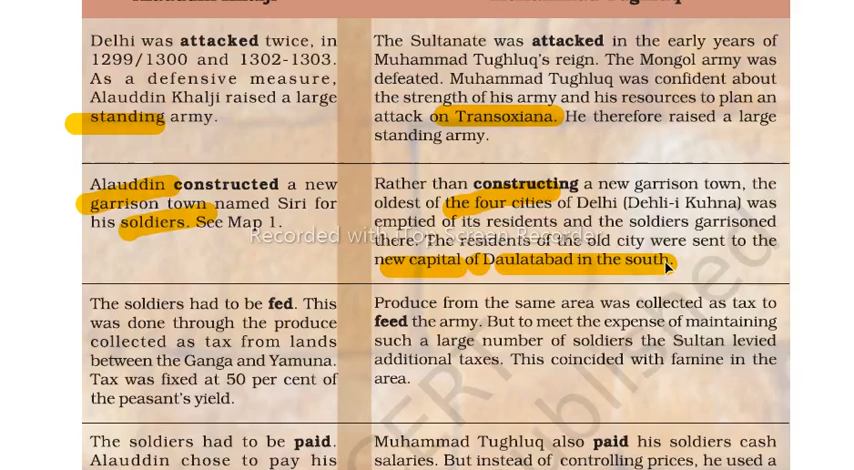 Alauddin Khalji
Muhammad Tughluq
Delhi was attacked twice, in
1299/1300 and 1302-1303.
As a defensive measure,
Alauddin Khalji raised a large
standing army.
The Sultanate was attacked in the early years of
Muhammad Tughluq's reign. The Mongol army was
defeated. Muhammad Tughluq was confident about
the strength of his army and his resources to plan an
attack on Transoxiana. He therefore raised a large
standing army.
Alauddin constructed a new
garrison town named Siri for
his soldiers. See Map 1.
Rather than constructing a new garrison town, the
oldest of the four cities of Delhi (Dehli-i Kuhna) was
emptied of its residents and the soldiers garrisoned
there. The residents of the old city were sent to the
new capital of Daulatabad in the south.
Recorded with iTop Screen Recorder
The soldiers had to be fed. This
was done through the produce
collected as tax from lands
between the Ganga and Yamuna.
Tax was fixed at 50 per cent of
the peasant's yield.
Produce from the same area was collected as tax to
feed the army. But to meet the expense of maintaining
such a large number of soldiers the Sultan levied
additional taxes. This coincided with famine in the
area.
The soldiers had to be paid.
Alauddin chose to pay his
Muhammad Tughluq also paid his soldiers cash
salaries. But instead of controlling prices, he used a